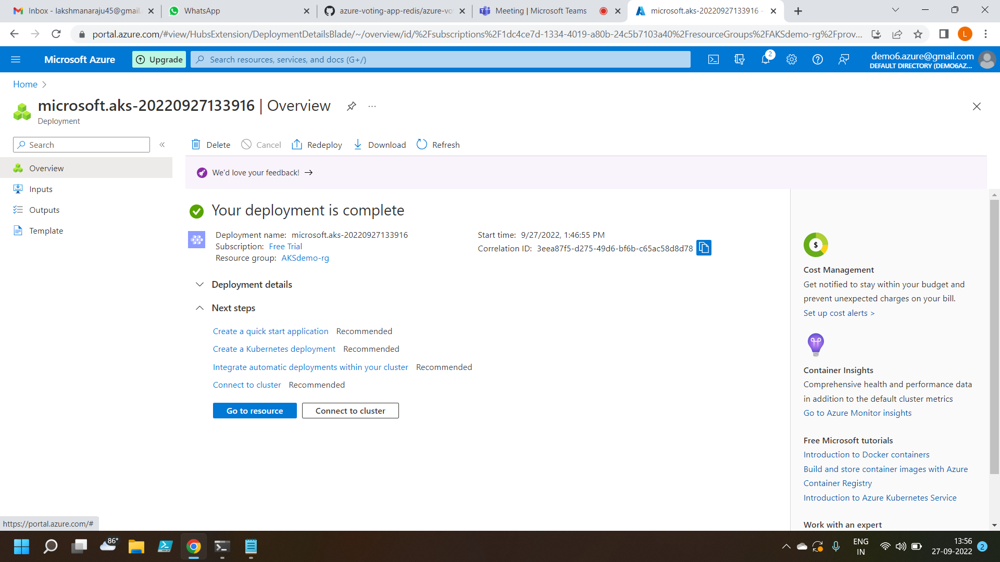 Inbox - lakshmanaraju45@gmail.
WhatsApp
azure-voting-app-redis/azure-vo
Meeting | Microsoft Teams
microsoft.aks-20220927133916 -
portal.azure.com/#view/HubsExtension/DeploymentDetailsBlade/~/overview/id/%2Fsubscriptions%2F1dc4ce7d-1334-4019-a80b-24c5b7103a40%2FresourceGroups%2FAKSdemo-rg%2Fprov...
L
Microsoft Azure
Upgrade
Search resources, services, and docs (G+/)
2
demo6.azure@gmail.com
DEFAULT DIRECTORY (DEMO6AZ...
Home
microsoft.aks-20220927133916 | Overview
...
Deployment
Search
«
Delete
Cancel
Redeploy
Download
Refresh
Overview
Inputs
Outputs
Template
We'd love your feedback! →
Your deployment is complete
Deployment name: microsoft.aks-20220927133916
Subscription: Free Trial
Resource group: AKSdemo-rg
Start time: 9/27/2022, 1:46:55 PM
Correlation ID: 3eea87f5-d275-49d6-bf6b-c65ac58d8d78
Deployment details
Next steps
Create a quick start application Recommended
Create a Kubernetes deployment Recommended
Integrate automatic deployments within your cluster Recommended
Connect to cluster Recommended
Go to resource
Connect to cluster
$
Cost Management
Get notified to stay within your budget and
prevent unexpected charges on your bill.
Set up cost alerts >
Container Insights
Comprehensive health and performance data
in addition to the default cluster metrics
Go to Azure Monitor insights
Free Microsoft tutorials
Introduction to Docker containers
Build and store container images with Azure
Container Registry
Introduction to Azure Kubernetes Service
Work with an expert
https://portal.azure.com/#
86°
ENG
IN
13:56
27-09-2022
2